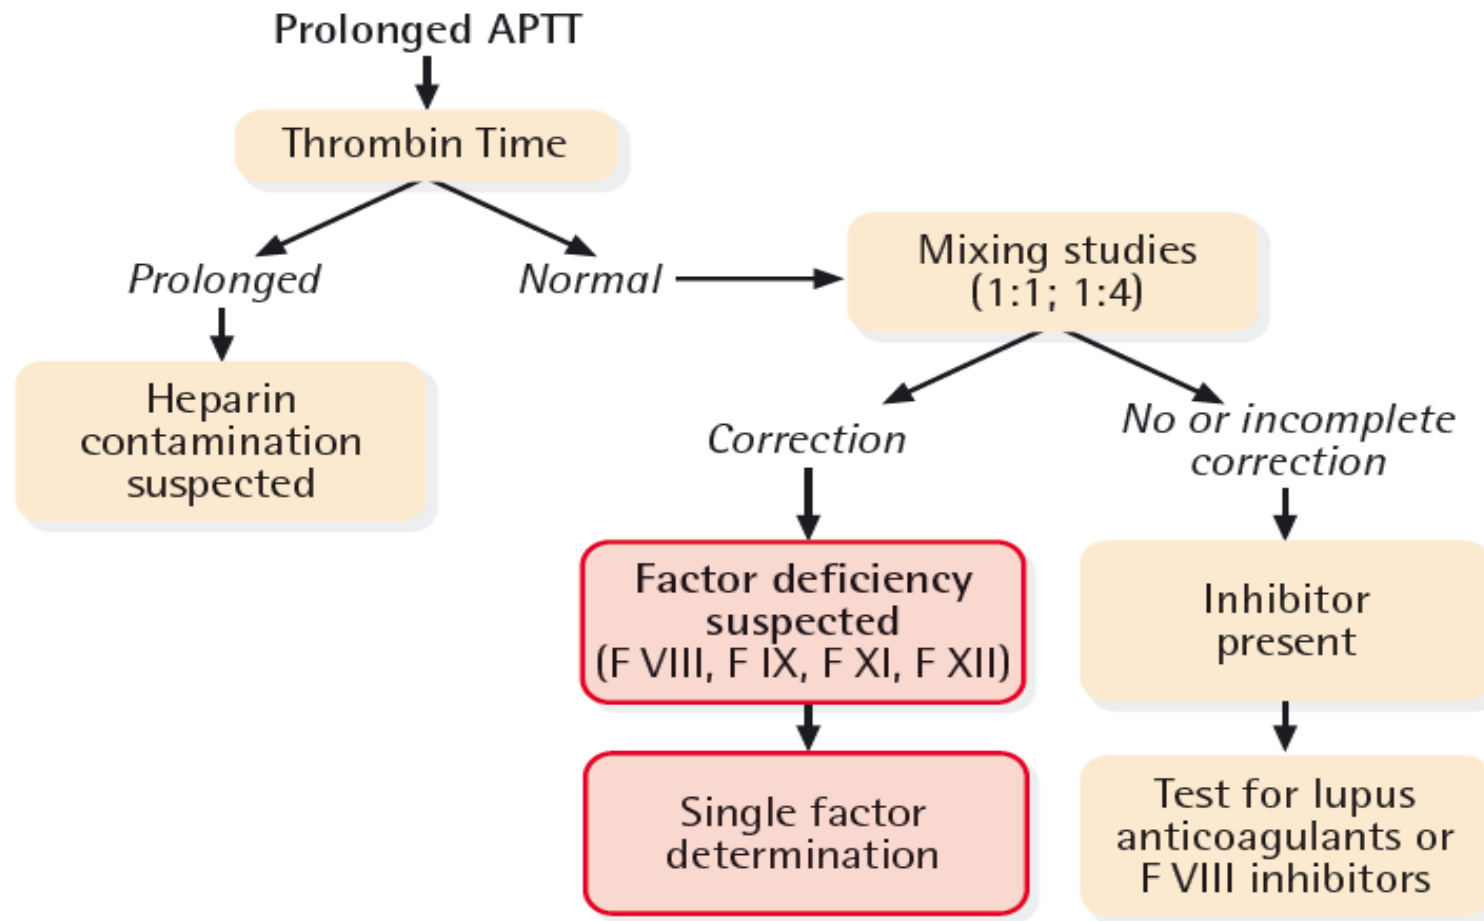 Prolonged APTT
Thrombin Time
Prolonged
Normal
Mixing studies
(1:1; 1:4)
Heparin
contamination
suspected
Correction
No or incomplete
correction
Factor deficiency
suspected
(F VIII, F IX, F XI, F XII)
Inhibitor
present
Single factor
determination
Test for lupus
anticoagulants or
F VIII inhibitors